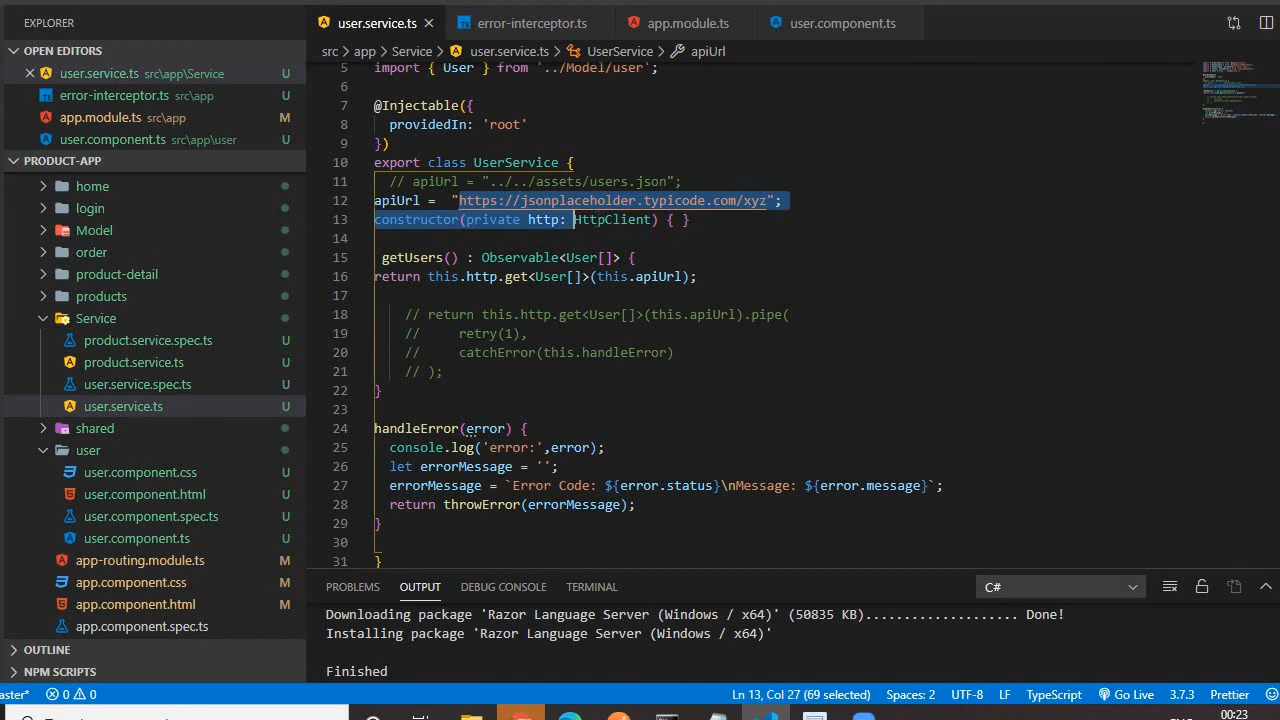 EXPLORER
OPEN EDITORS
user.service.ts src\app\Service U
error-interceptor.ts src\app U
app.module.ts src\app M
user.component.ts src\app\user U
PRODUCT-APP
home
login
Model
order
product-detail
products
Service
product.service.spec.ts U
product.service.ts U
user.service.spec.ts U
user.service.ts U
shared
user
user.component.css U
user.component.html U
user.component.spec.ts U
user.component.ts U
app-routing.module.ts M
app.component.css M
app.component.html M
app.component.spec.ts U
OUTLINE
NPM SCRIPTS
user.service.ts error-interceptor.ts app.module.ts user.component.ts
src > app > Service > user.service.ts > UserService > apiUrl
5 import { User } from '../Model/user';
6
7 @Injectable({
8 providedIn: 'root'
9 })
10 export class UserService {
11 // apiUrl = "../../assets/users.json";
12 apiUrl = "https://jsonplaceholder.typicode.com/xyz";
13 constructor(private http: HttpClient) { }
14
15 getUsers() : Observable<User[]> {
16 return this.http.get<User[]>(this.apiUrl);
17
18 // return this.http.get<User[]>(this.apiUrl).pipe(
19 // retry(1),
20 // catchError(this.handleError)
21 // );
22 }
23
24 handleError(error) {
25 console.log('error:',error);
26 let errorMessage = '';
27 errorMessage = `Error Code: ${error.status}\nMessage: ${error.message}`;
28 return throwError(errorMessage);
29 }
30
31 }
PROBLEMS OUTPUT DEBUG CONSOLE TERMINAL C#
Downloading package 'Razor Language Server (Windows / x64)' (50835 KB).................... Done!
Installing package 'Razor Language Server (Windows / x64)'
Finished
aster* 0 0 Ln 13, Col 27 (69 selected) Spaces: 2 UTF-8 LF TypeScript Go Live 3.7.3 Prettier
00:23